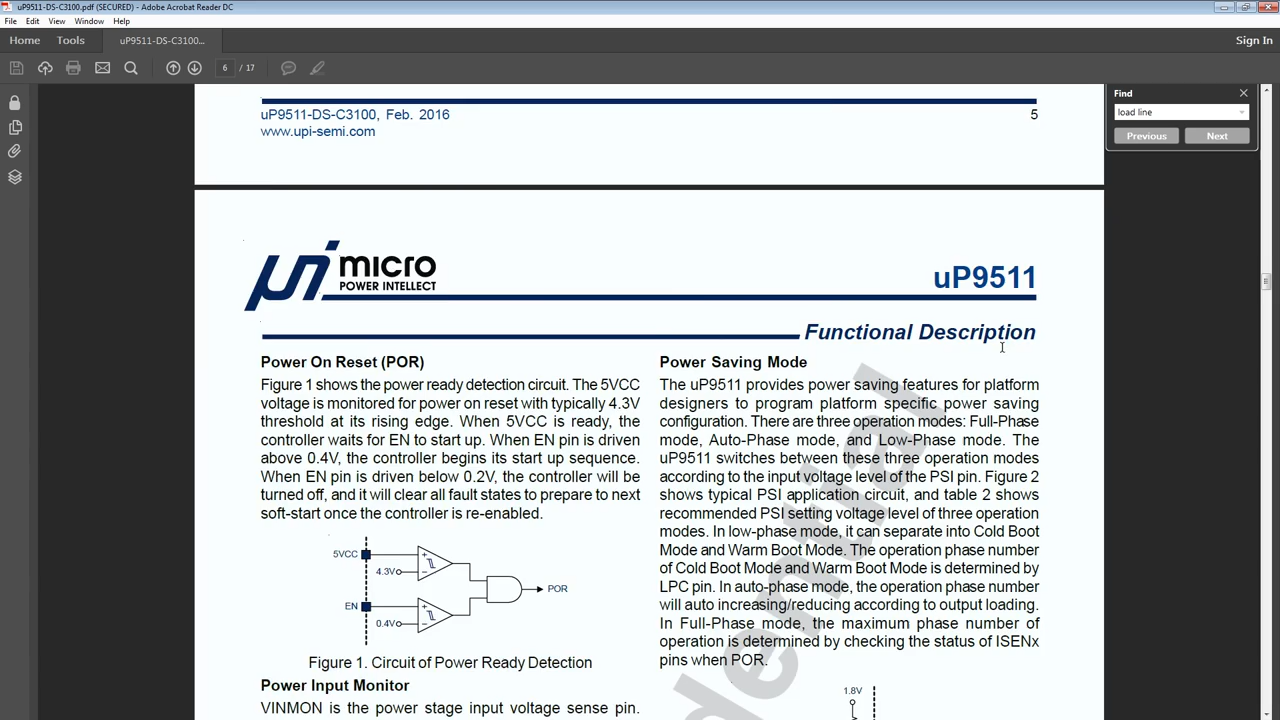 uP9511-DS-C3100.pdf (SECURED) - Adobe Acrobat Reader DC
File Edit View Window Help
Home Tools uP9511-DS-C3100... Sign In
6 / 17
Find
load line
Previous Next
uP9511-DS-C3100, Feb. 2016 5
www.upi-semi.com
uPI MICRO
POWER INTELLECT
uP9511
Functional Description
Power On Reset (POR)
Figure 1 shows the power ready detection circuit. The 5VCC
voltage is monitored for power on reset with typically 4.3V
threshold at its rising edge. When 5VCC is ready, the
controller waits for EN to start up. When EN pin is driven
above 0.4V, the controller begins its start up sequence.
When EN pin is driven below 0.2V, the controller will be
turned off, and it will clear all fault states to prepare to next
soft-start once the controller is re-enabled.
5VCC
4.3V
POR
EN
0.4V
Figure 1. Circuit of Power Ready Detection
Power Input Monitor
VINMON is the power stage input voltage sense pin.
Power Saving Mode
The uP9511 provides power saving features for platform
designers to program platform specific power saving
configuration. There are three operation modes: Full-Phase
mode, Auto-Phase mode, and Low-Phase mode. The
uP9511 switches between these three operation modes
according to the input voltage level of the PSI pin. Figure 2
shows typical PSI application circuit, and table 2 shows
recommended PSI setting voltage level of three operation
modes. In low-phase mode, it can separate into Cold Boot
Mode and Warm Boot Mode. The operation phase number
of Cold Boot Mode and Warm Boot Mode is determined by
LPC pin. In auto-phase mode, the operation phase number
will auto increasing/reducing according to output loading.
In Full-Phase mode, the maximum phase number of
operation is determined by checking the status of ISENx
pins when POR.
1.8V
dential